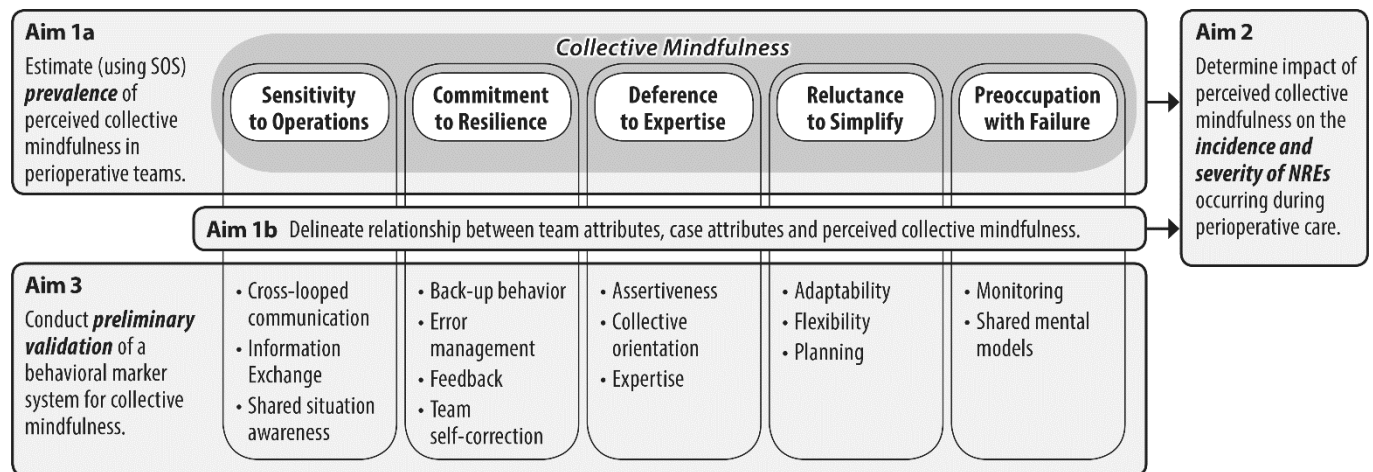 Aim 1a
Estimate (using SOS)
prevalence of
perceived collective
mindfulness in
perioperative teams.
Collective Mindfulness
Sensitivity
to Operations
Commitment
to Resilience
Deference
to Expertise
Reluctance
to Simplify
Preoccupation
with Failure
Aim 2
Determine impact of
perceived collective
mindfulness on the
incidence and
severity of NREs
occurring during
perioperative care.
Aim 1b Delineate relationship between team attributes, case attributes and perceived collective mindfulness.
Aim 3
Conduct preliminary
validation of a
behavioral marker
system for collective
mindfulness.
• Cross-looped
communication
• Information
Exchange
• Shared situation
awareness
• Back-up behavior
• Error
management
• Feedback
• Team
self-correction
• Assertiveness
• Collective
orientation
• Expertise
• Adaptability
• Flexibility
• Planning
• Monitoring
• Shared mental
models